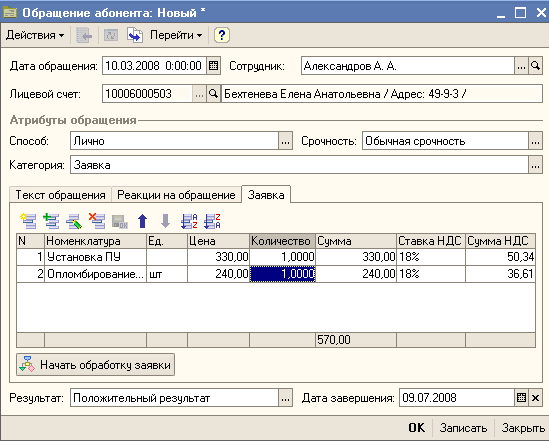 Обращение абонента: Новый *
Действия Перейти ?
Дата обращения: 10.03.2008 0:00:00 Сотрудник: Александров А. А.
Лицевой счет: 10006000503 Бехтенева Елена Анатольевна / Адрес: 49-9-3 /
Атрибуты обращения
Способ: Лично Срочность: Обычная срочность
Категория: Заявка
Текст обращения Реакции на обращение Заявка
N Номенклатура Ед. Цена Количество Сумма Ставка НДС Сумма НДС
1 Установка ПУ 330,00 1,0000 330,00 18% 50,34
2 Опломбирование... шт 240,00 1,0000 240,00 18% 36,61
570,00
Начать обработку заявки
Результат: Положительный результат Дата завершения: 09.07.2008
OK Записать Закрыть